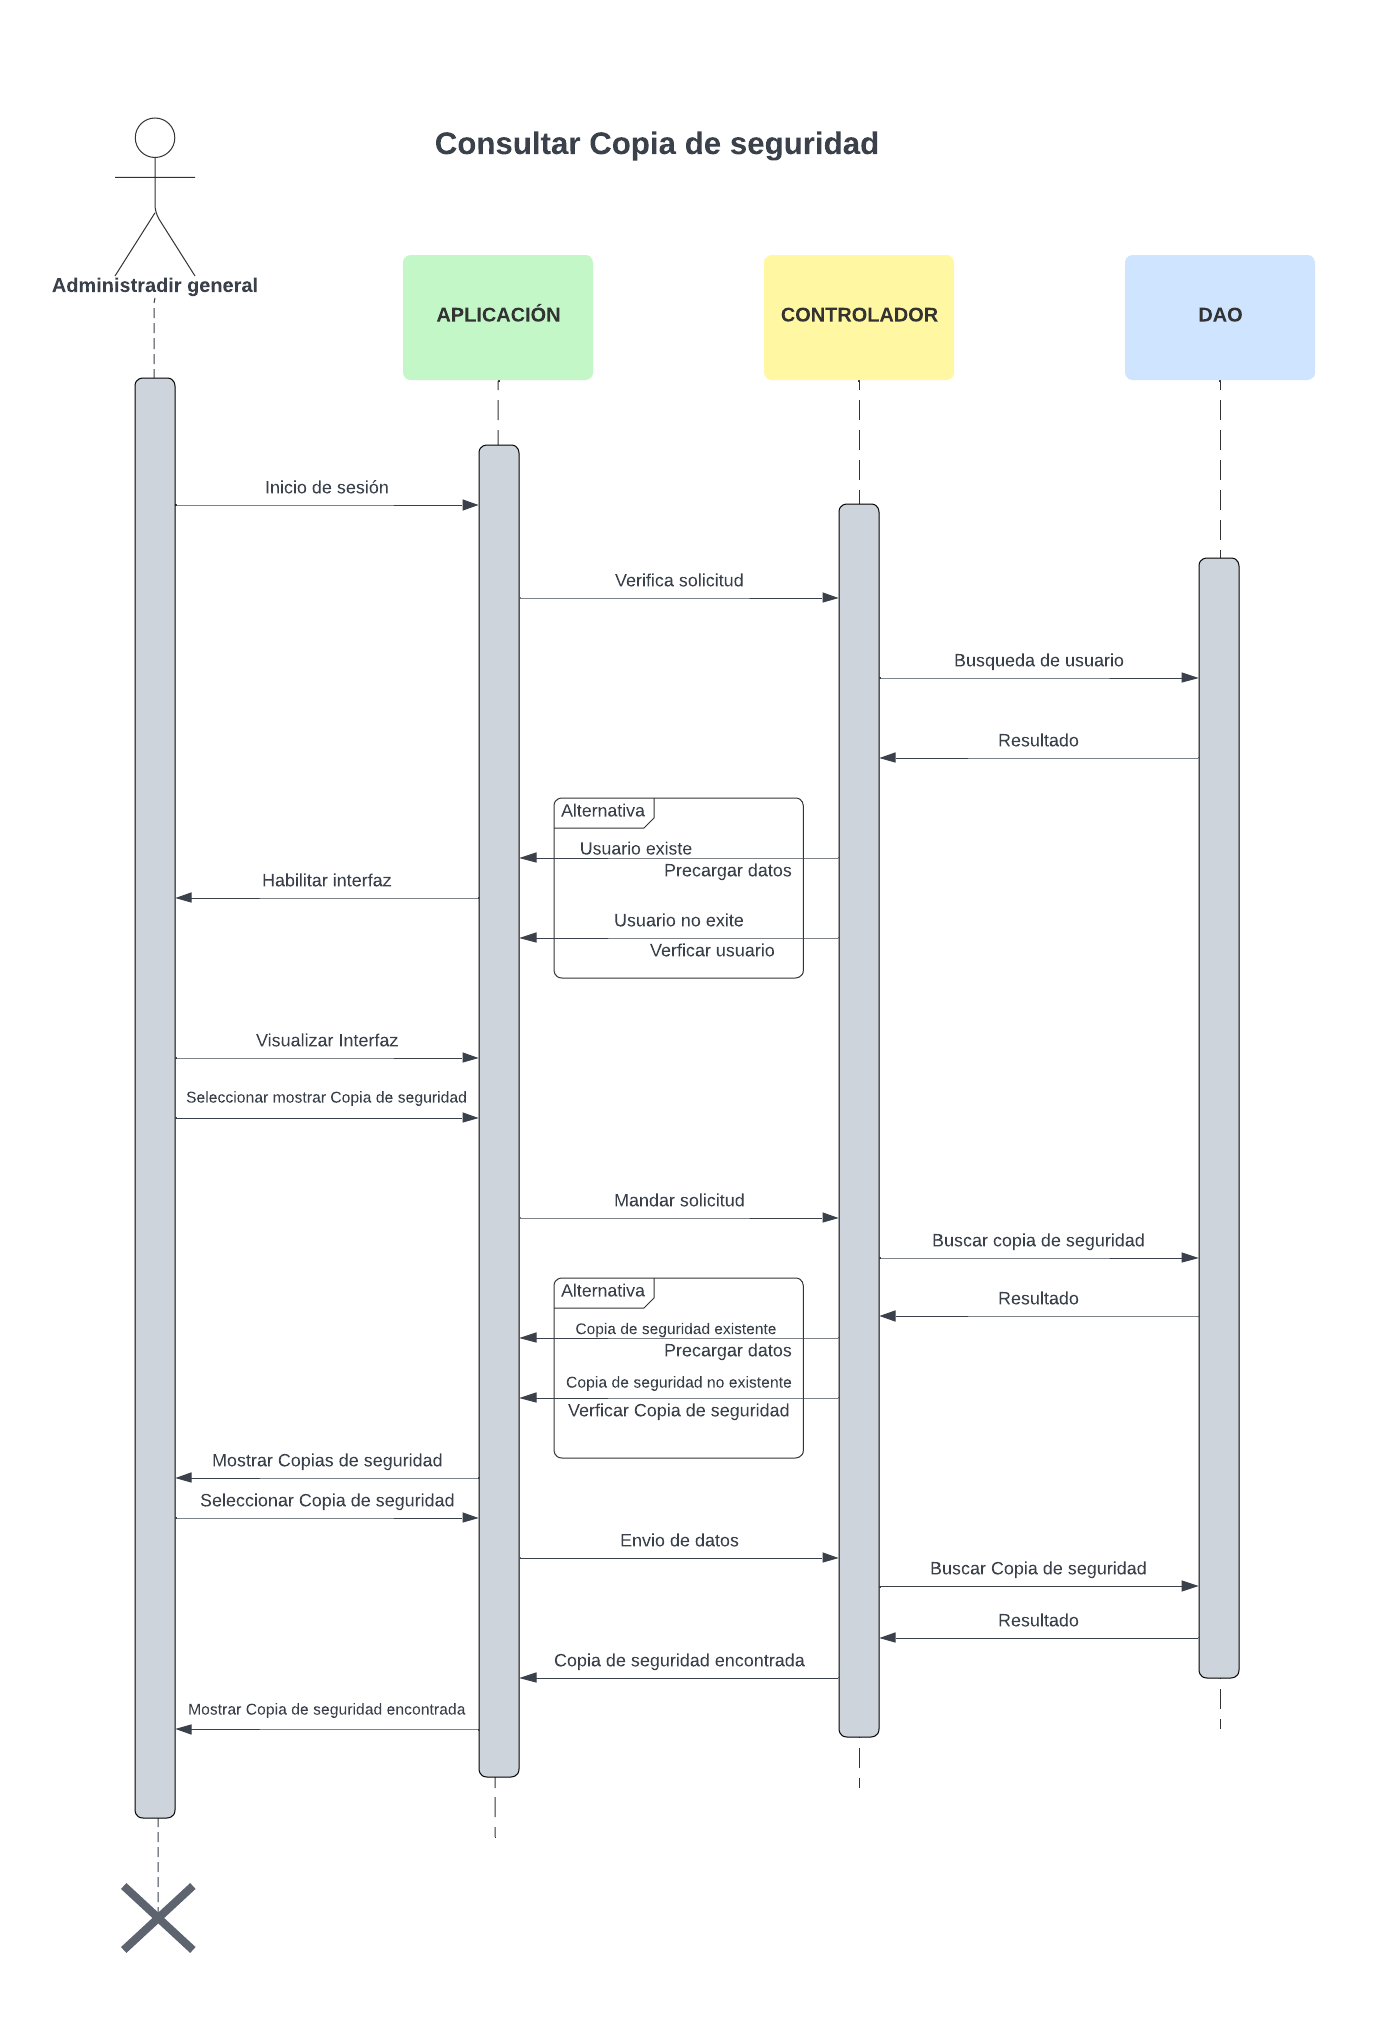 Consultar Copia de seguridad
Administradir general
APLICACIÓN
CONTROLADOR
DAO
Inicio de sesión
Verifica solicitud
Busqueda de usuario
Resultado
Alternativa
Usuario existe
Precargar datos
Habilitar interfaz
Usuario no exite
Verficar usuario
Visualizar Interfaz
Seleccionar mostrar Copia de seguridad
Mandar solicitud
Buscar copia de seguridad
Alternativa
Resultado
Copia de seguridad existente
Precargar datos
Copia de seguridad no existente
Verficar Copia de seguridad
Mostrar Copias de seguridad
Seleccionar Copia de seguridad
Envio de datos
Buscar Copia de seguridad
Resultado
Copia de seguridad encontrada
Mostrar Copia de seguridad encontrada